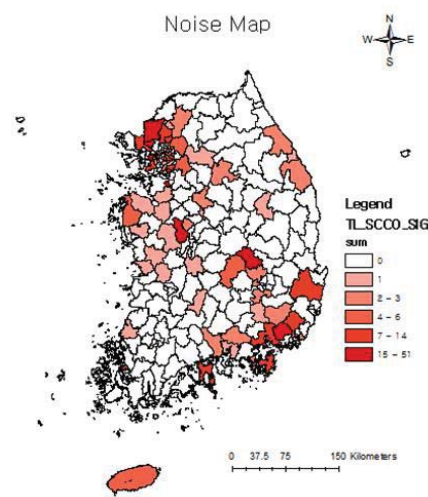 Noise Map
N
W E
S
Legend
TL_SCCO_SIG
sum
0
1
2 - 3
4 - 6
7 - 14
15 - 51
0 37.5 75 150 Kilometers